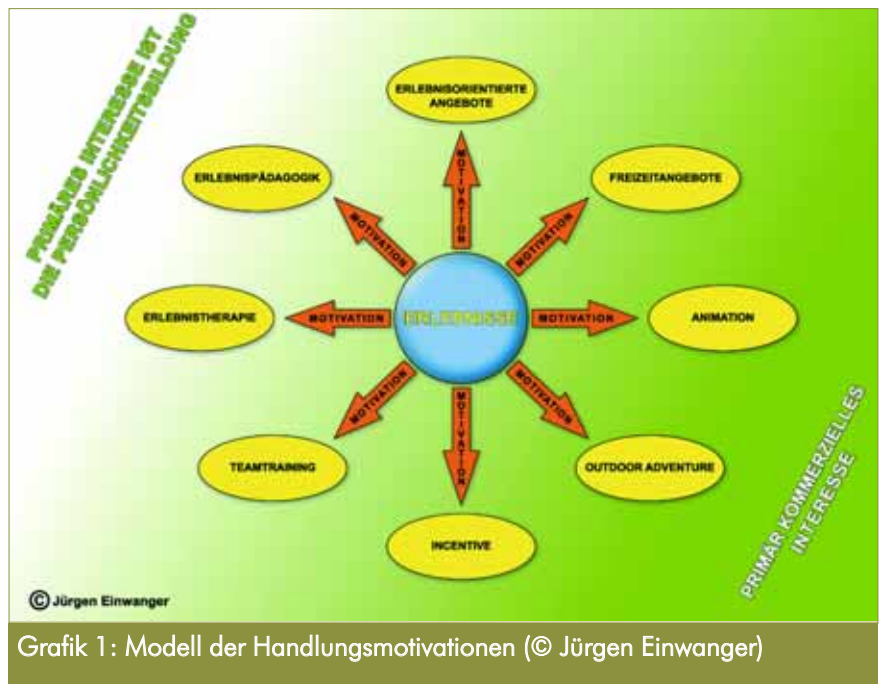 PRIMÄRES INTERESSE IST
DIE PERSÖNLICHKEITSBILDUNG
ERLEBNISORIENTIERTE
ANGEBOTE
ERLEBNISPÄDAGOGIK
FREIZEITANGEBOTE
MOTIVATION
MOTIVATION
MOTIVATION
ERLEBNISTHERAPIE
MOTIVATION
ERLEBNISSE
MOTIVATION
ANIMATION
MOTIVATION
MOTIVATION
MOTIVATION
TEAMTRAINING
OUTDOOR ADVENTURE
INCENTIVE
PRIMÄR KOMMERZIELLES
INTERESSE
© Jürgen Einwanger
Grafik 1: Modell der Handlungsmotivationen (© Jürgen Einwanger)